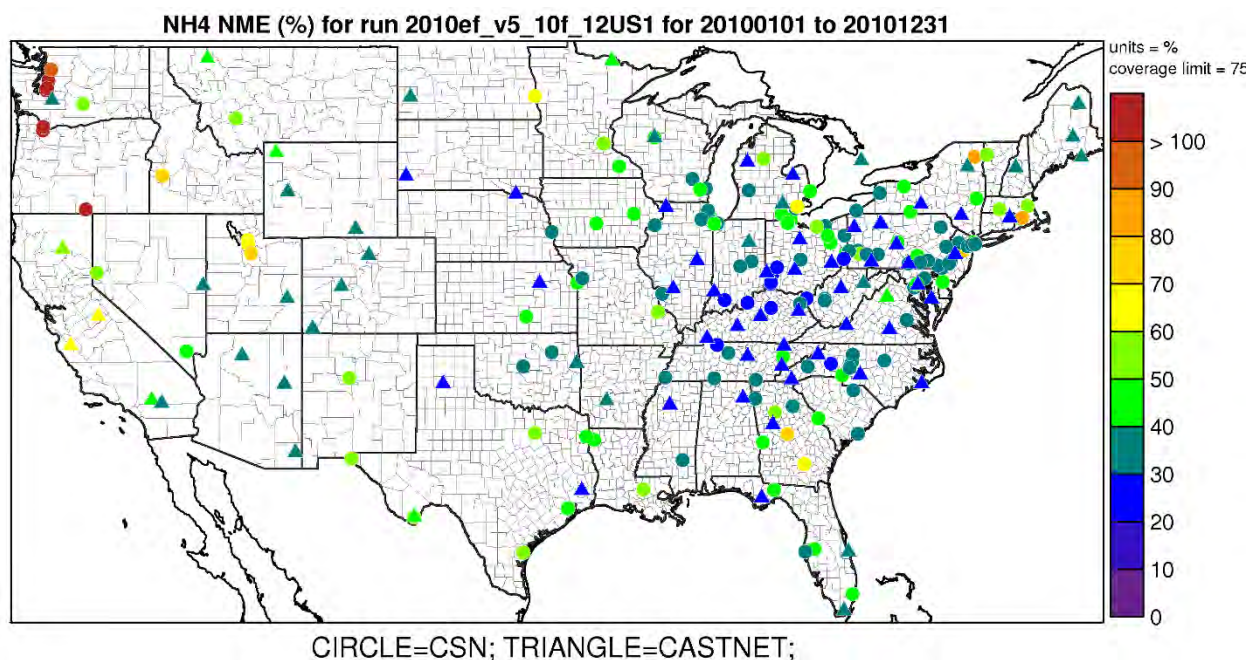 NH4 NME (%) for run 2010ef_v5_10f_12US1 for 20100101 to 20101231
units = %
coverage limit = 75
> 100
90
80
70
60
50
40
30
20
10
0
CIRCLE=CSN; TRIANGLE=CASTNET;